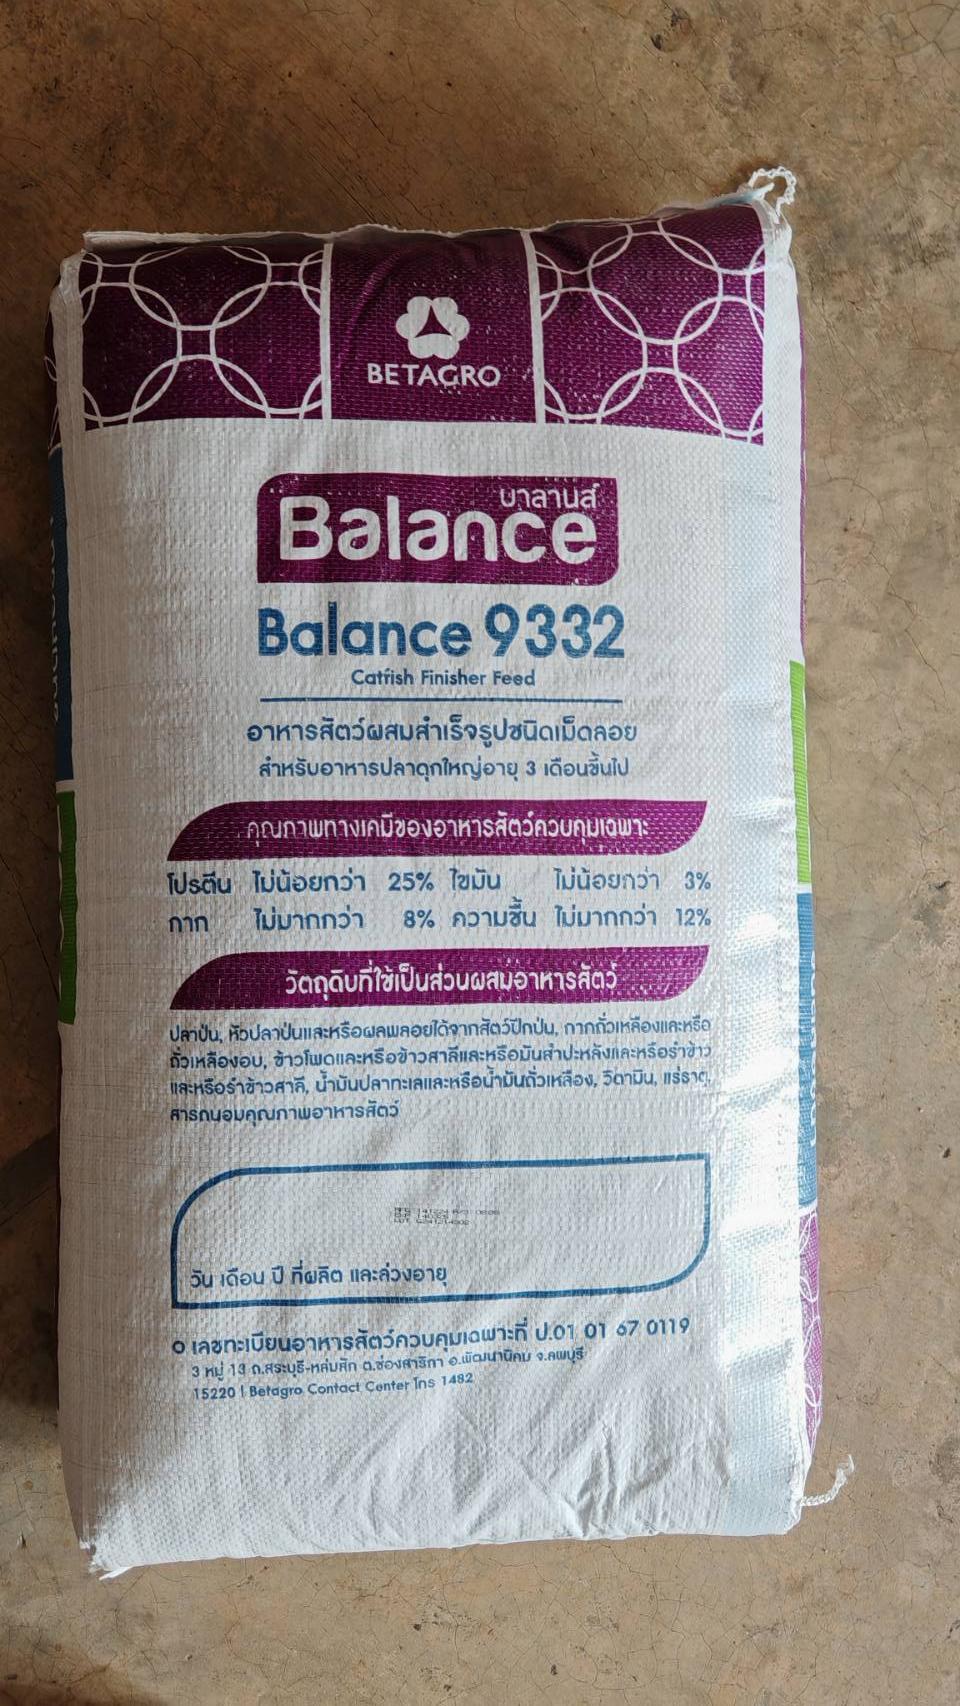 BETAGRO
บาลานส์
Balance
Balance 9332
Catfish Finisher Feed
อาหารสัตว์ผสมสำเร็จรูปชนิดเม็ดลอย
สำหรับอาหารปลาดุกใหญ่อายุ 3 เดือนขึ้นไป
คุณภาพทางเคมีของอาหารสัตว์ควบคุมเฉพาะ
โปรตีน ไม่น้อยกว่า 25% ไขมัน ไม่น้อยกว่า 3%
กาก ไม่มากกว่า 8% ความชื้น ไม่มากกว่า 12%
วัตถุดิบที่ใช้เป็นส่วนผสมอาหารสัตว์
ปลาป่น, หัวปลาป่นและหรือผลพลอยได้จากสัตว์ปีกป่น, กากถั่วเหลืองและหรือ
ถั่วเหลืองอบ, ข้าวโพดและหรือข้าวสาลีและหรือมันสำปะหลังและหรือรำข้าว
และหรือรำข้าวสาลี, น้ำมันปลาทะเลและหรือน้ำมันถั่วเหลือง, วิตามิน, แร่ธาตุ,
สารถนอมคุณภาพอาหารสัตว์
วัน เดือน ปี ที่ผลิต และล่วงอายุ
เลขทะเบียนอาหารสัตว์ควบคุมเฉพาะที่ ป.01 01 67 0119
3 หมู่ 13 ถ.สระบุรี-หล่มสัก ต.ช่องสาริกา อ.พัฒนานิคม จ.ลพบุรี
15220 | Betagro Contact Center โทร 1482